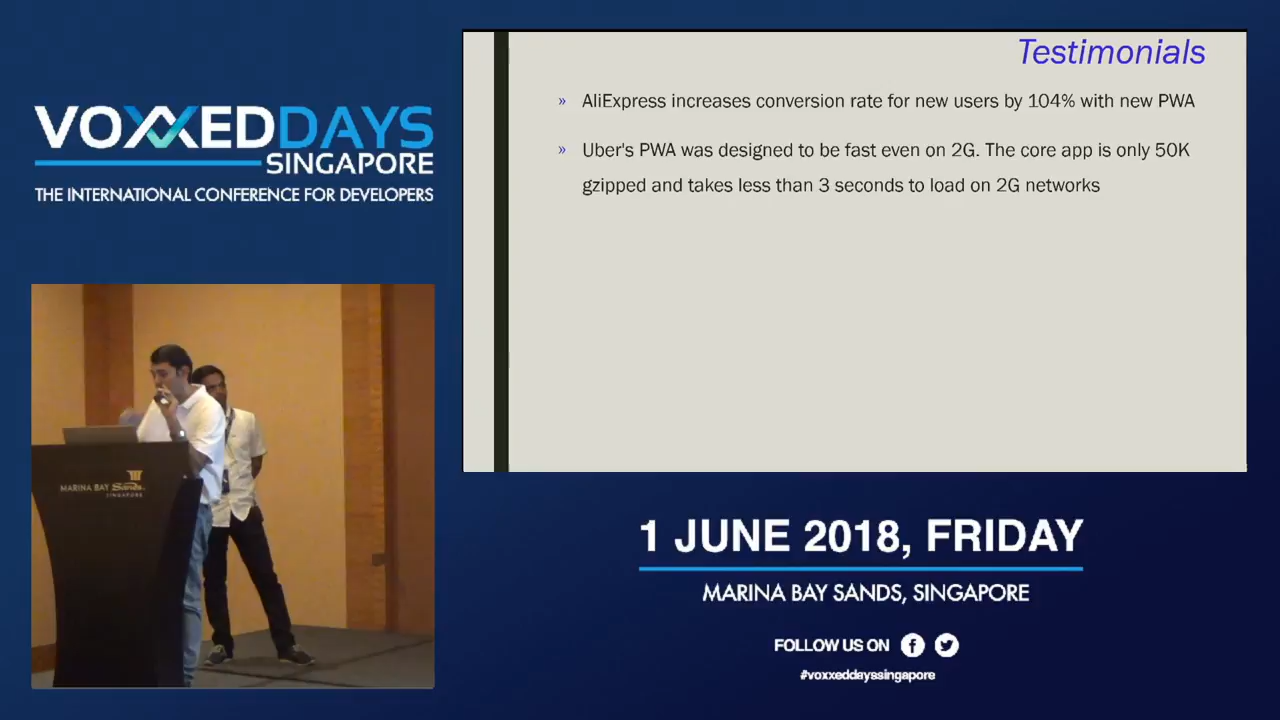 VOXXEDDAYS
SINGAPORE
THE INTERNATIONAL CONFERENCE FOR DEVELOPERS
Testimonials
» AliExpress increases conversion rate for new users by 104% with new PWA
» Uber's PWA was designed to be fast even on 2G. The core app is only 50K
gzipped and takes less than 3 seconds to load on 2G networks
MARINA BAY Sands
SINGAPORE
1 JUNE 2018, FRIDAY
MARINA BAY SANDS, SINGAPORE
FOLLOW US ON
#voxxeddayssingapore